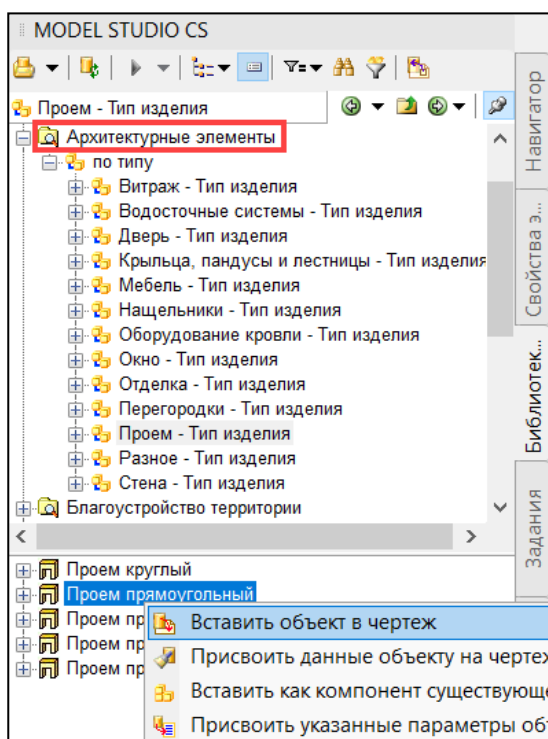 MODEL STUDIO CS
Проем - Тип изделия
Архитектурные элементы
по типу
Витраж - Тип изделия
Водосточные системы - Тип изделия
Дверь - Тип изделия
Крыльца, пандусы и лестницы - Тип изделия
Мебель - Тип изделия
Нащельники - Тип изделия
Оборудование кровли - Тип изделия
Окно - Тип изделия
Отделка - Тип изделия
Перегородки - Тип изделия
Проем - Тип изделия
Разное - Тип изделия
Стена - Тип изделия
Благоустройство территории
Проем круглый
Проем прямоугольный
Проем пр
Проем пр
Проем пр
Вставить объект в чертеж
Присвоить данные объекту на чертеж
Вставить как компонент существующе
Присвоить указанные параметры об
Навигатор
Свойства э...
Библиотек...
Задания